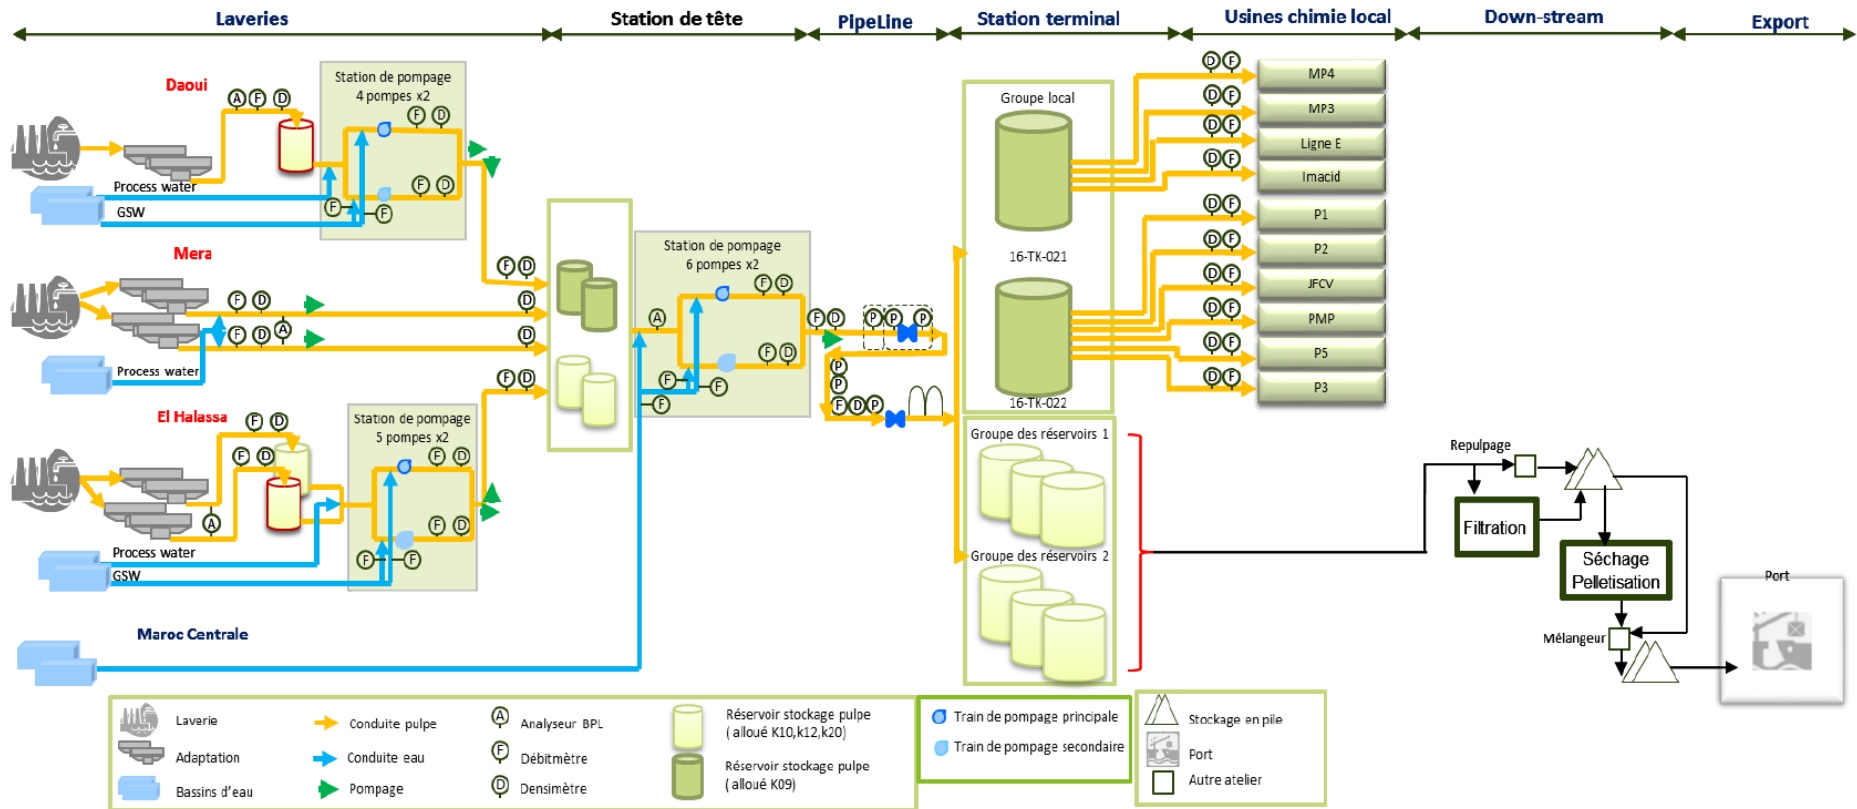 Laveries
Station de tête
PipeLine
Station terminal
Usines chimie local
Down-stream
Export
Daoui
A F D
Station de pompage
4 pompes x2
F D
F D
Process water
GSW
F F
Mera
F D
F D
A
Process water
El Halassa
F D
F D
A
Station de pompage
5 pompes x2
F D
F D
Process water
GSW
F F
Maroc Centrale
F D
D
D
F D
Station de pompage
6 pompes x2
A
F D
F D
F F
F
F D
P P P
P
P
F D P
Groupe local
16-TK-021
16-TK-022
Groupe des réservoirs 1
Groupe des réservoirs 2
D F MP4
D F MP3
D F Ligne E
D F Imacid
D F P1
D F P2
D F JFCV
D F PMP
D F P5
D F P3
Repulpage
Filtration
Séchage
Pelletisation
Mélangeur
Port
Laverie
Adaptation
Bassins d'eau
Conduite pulpe
Conduite eau
Pompage
A Analyseur BPL
F Débitmètre
D Densimètre
Réservoir stockage pulpe
( alloué K10,k12,k20)
Réservoir stockage pulpe
( alloué K09)
Train de pompage principale
Train de pompage secondaire
Stockage en pile
Port
Autre atelier